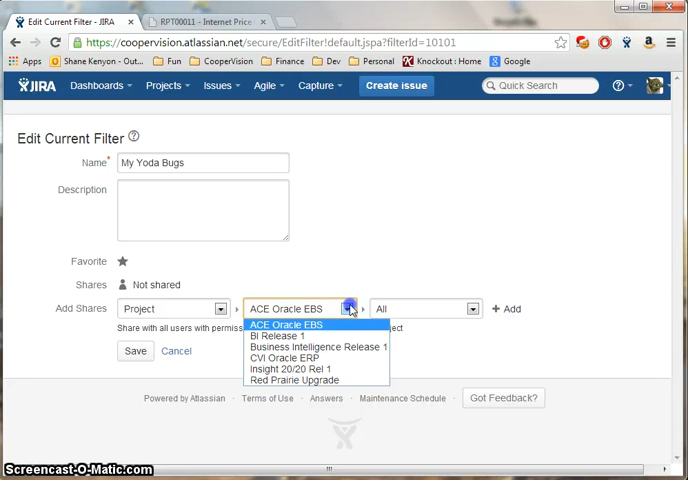 Edit Current Filter - JIRA
RPT00011 - Internet Price
https://coopervision.atlassian.net/secure/EditFilter!default.jspa?filterId=10101
Apps Shane Kenyon - Out... Fun CooperVision Finance Dev Personal Knockout : Home Google
JIRA Dashboards Projects Issues Agile Capture Create issue Quick Search
Edit Current Filter
Name* My Yoda Bugs
Description
Favorite
Shares Not shared
Add Shares Project ACE Oracle EBS All + Add
Share with all users with permis ject
ACE Oracle EBS
BI Release 1
Business Intelligence Release 1
CVI Oracle ERP
Insight 20/20 Rel 1
Red Prairie Upgrade
Save Cancel
Powered by Atlassian Terms of Use Answers Maintenance Schedule Got Feedback?
Screencast-O-Matic.com